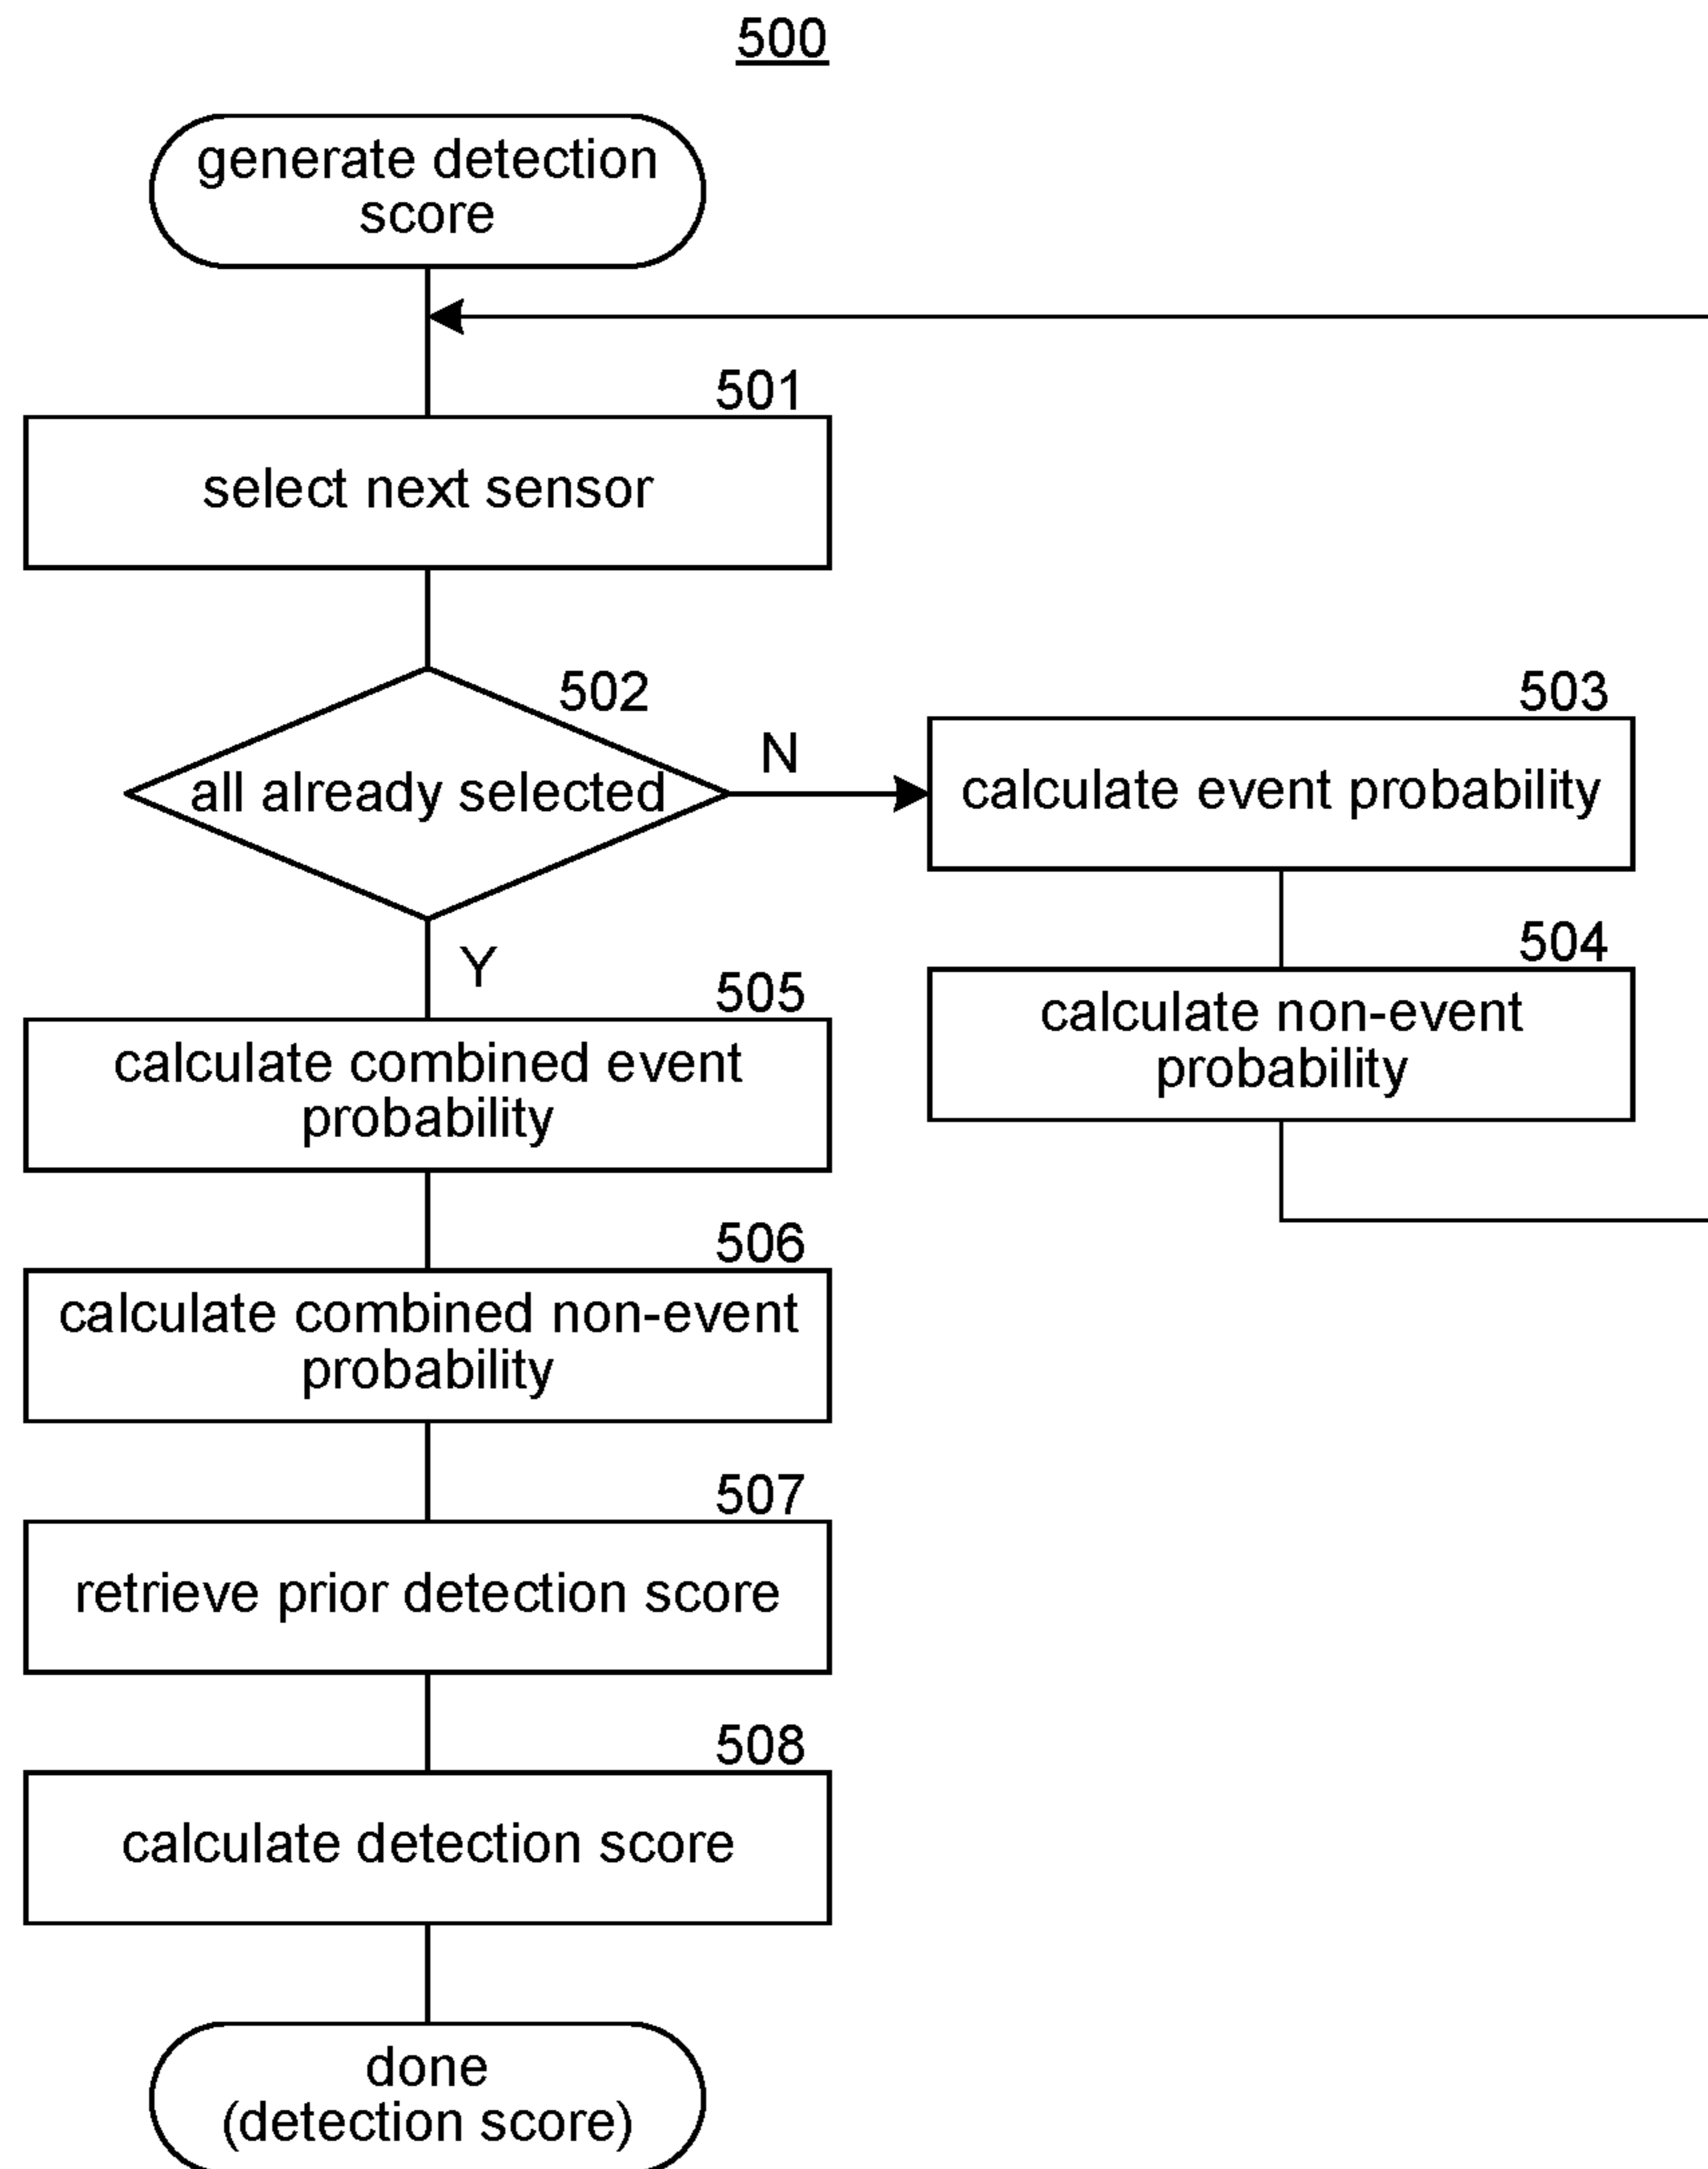 500
generate detection
score
501
select next sensor
502
all already selected
N
503
calculate event probability
504
calculate non-event
probability
Y
505
calculate combined event
probability
506
calculate combined non-event
probability
507
retrieve prior detection score
508
calculate detection score
done
(detection score)